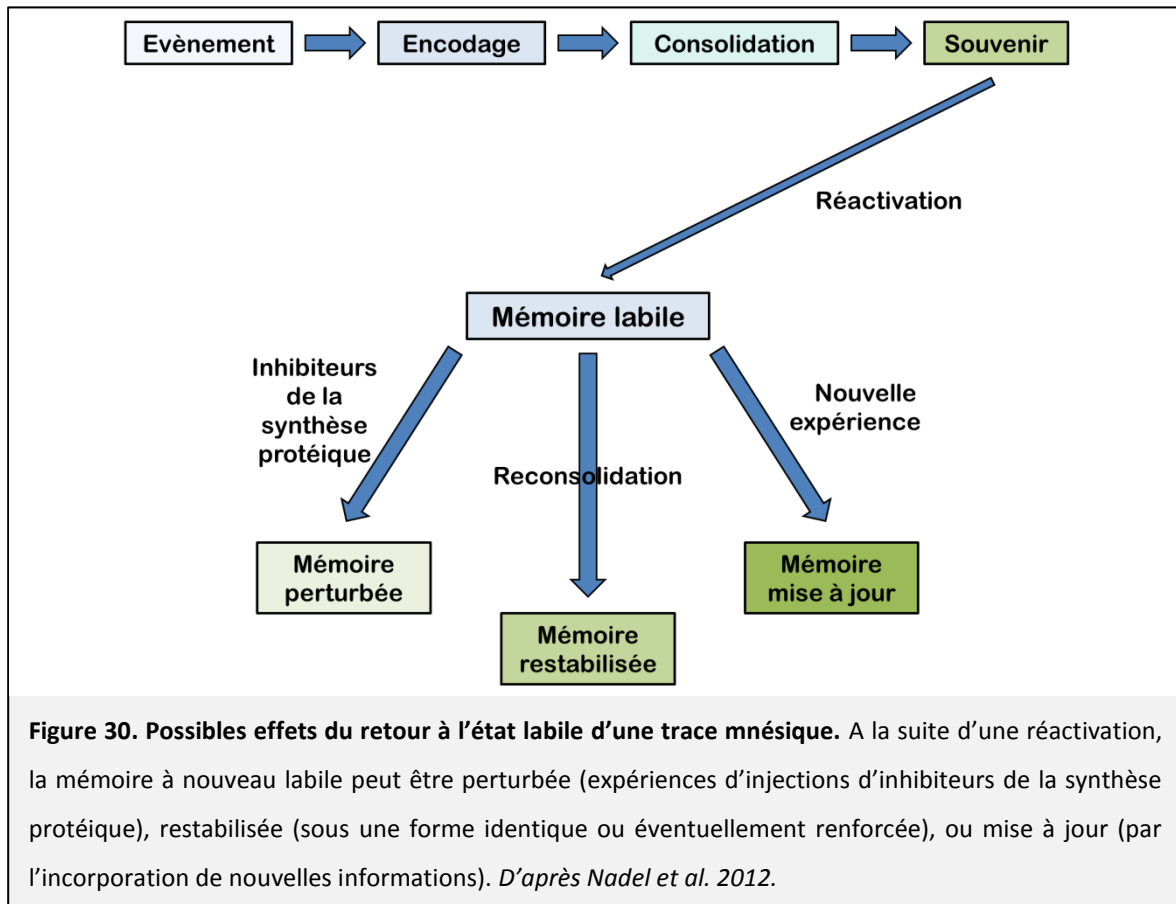 Evènement Encodage Consolidation Souvenir
Réactivation
Mémoire labile
Inhibiteurs
de la
synthèse
protéique
Reconsolidation
Nouvelle
expérience
Mémoire
perturbée
Mémoire
restabilisée
Mémoire
mise à jour
Figure 30. Possibles effets du retour à l’état labile d’une trace mnésique. A la suite d’une réactivation,
la mémoire à nouveau labile peut être perturbée (expériences d’injections d’inhibiteurs de la synthèse
protéique), restabilisée (sous une forme identique ou éventuellement renforcée), ou mise à jour (par
l’incorporation de nouvelles informations). D’après Nadel et al. 2012.